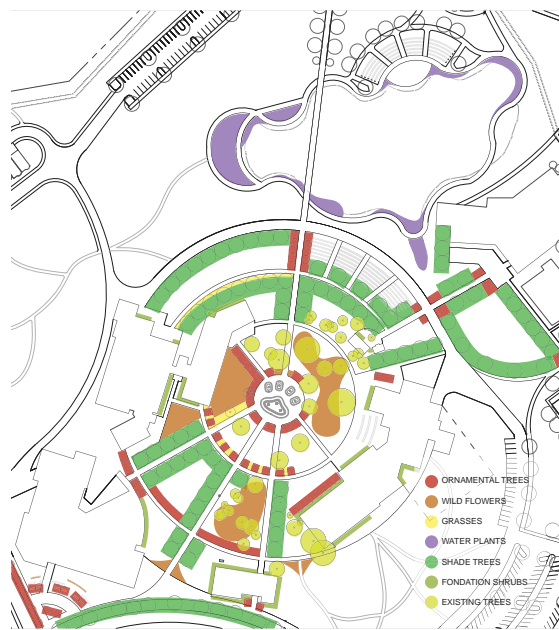 ORNAMENTAL TREES
WILD FLOWERS
GRASSES
WATER PLANTS
SHADE TREES
FONDATION SHRUBS
EXISTING TREES